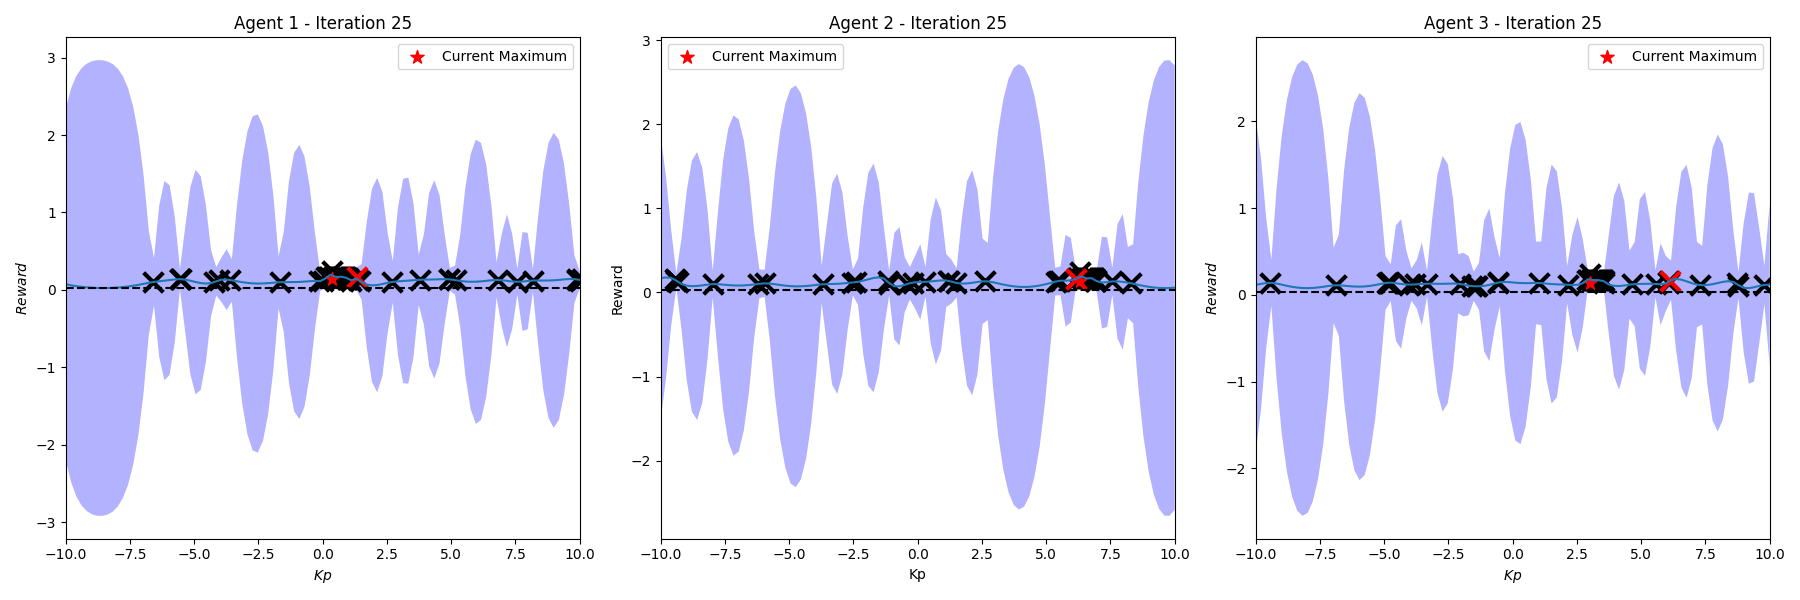 Agent 1 - Iteration 25
Current Maximum
3
2
1
0
−1
−2
−3
Reward
−10.0 −7.5 −5.0 −2.5 0.0 2.5 5.0 7.5 10.0
Kp
Agent 2 - Iteration 25
Current Maximum
3
2
1
0
−1
−2
Reward
−10.0 −7.5 −5.0 −2.5 0.0 2.5 5.0 7.5 10.0
Kp
Agent 3 - Iteration 25
Current Maximum
2
1
0
−1
−2
Reward
−10.0 −7.5 −5.0 −2.5 0.0 2.5 5.0 7.5 10.0
Kp